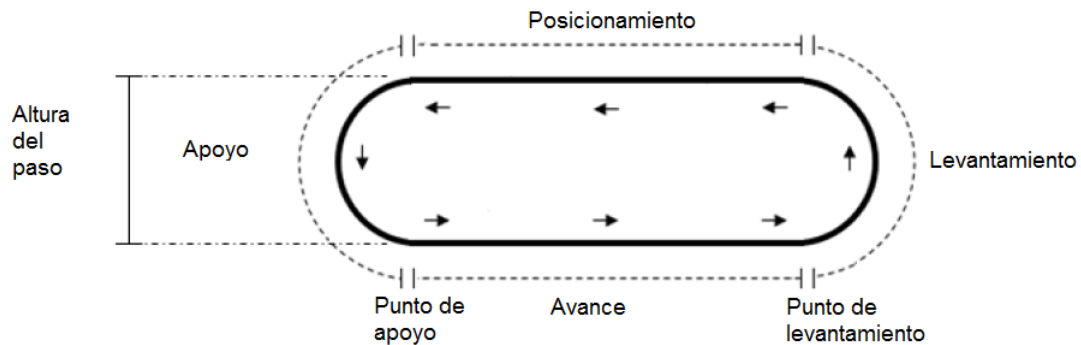 Posicionamiento
Altura
del
paso
Apoyo
Levantamiento
Punto de
apoyo
Avance
Punto de
levantamiento